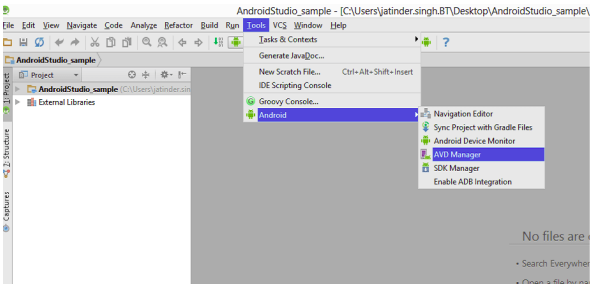 AndroidStudio_sample - [C:\Users\jatinder.singh.BT\Desktop\AndroidStudio_sample\
File Edit View Navigate Code Analyze Refactor Build Run Tools VCS Window Help
AndroidStudio_sample
Project
AndroidStudio_sample (C:\Users\jatinder.sin
External Libraries
1: Project
Z: Structure
Captures
Tasks & Contexts
Generate JavaDoc...
New Scratch File... Ctrl+Alt+Shift+Insert
IDE Scripting Console
Groovy Console...
Android
Navigation Editor
Sync Project with Gradle Files
Android Device Monitor
AVD Manager
SDK Manager
Enable ADB Integration
No files are
• Search Everywher
• Open a file by na